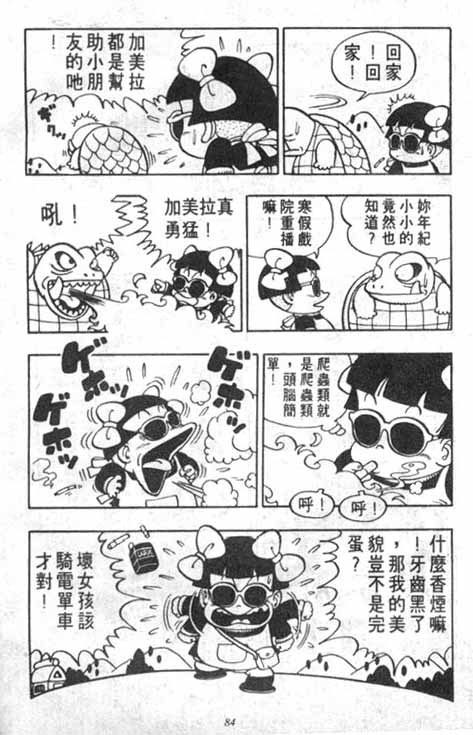 回家
！回
家！
加美拉
都是幫
助小朋
友的吔
！
妳年紀
小小的
竟然也
知道？
寒假戲
院重播
嘛！
加美拉真
勇猛！
吼！
爬蟲類就
是爬蟲類
，頭腦簡
單！
呼！
呼！
ゲホッ
ゲホッ
ゲホッ
什麼香煙嘛
！牙齒黑了
，那我的美
貌豈不是完
蛋？
LARK
壞女孩該
騎電單車
才對！
84